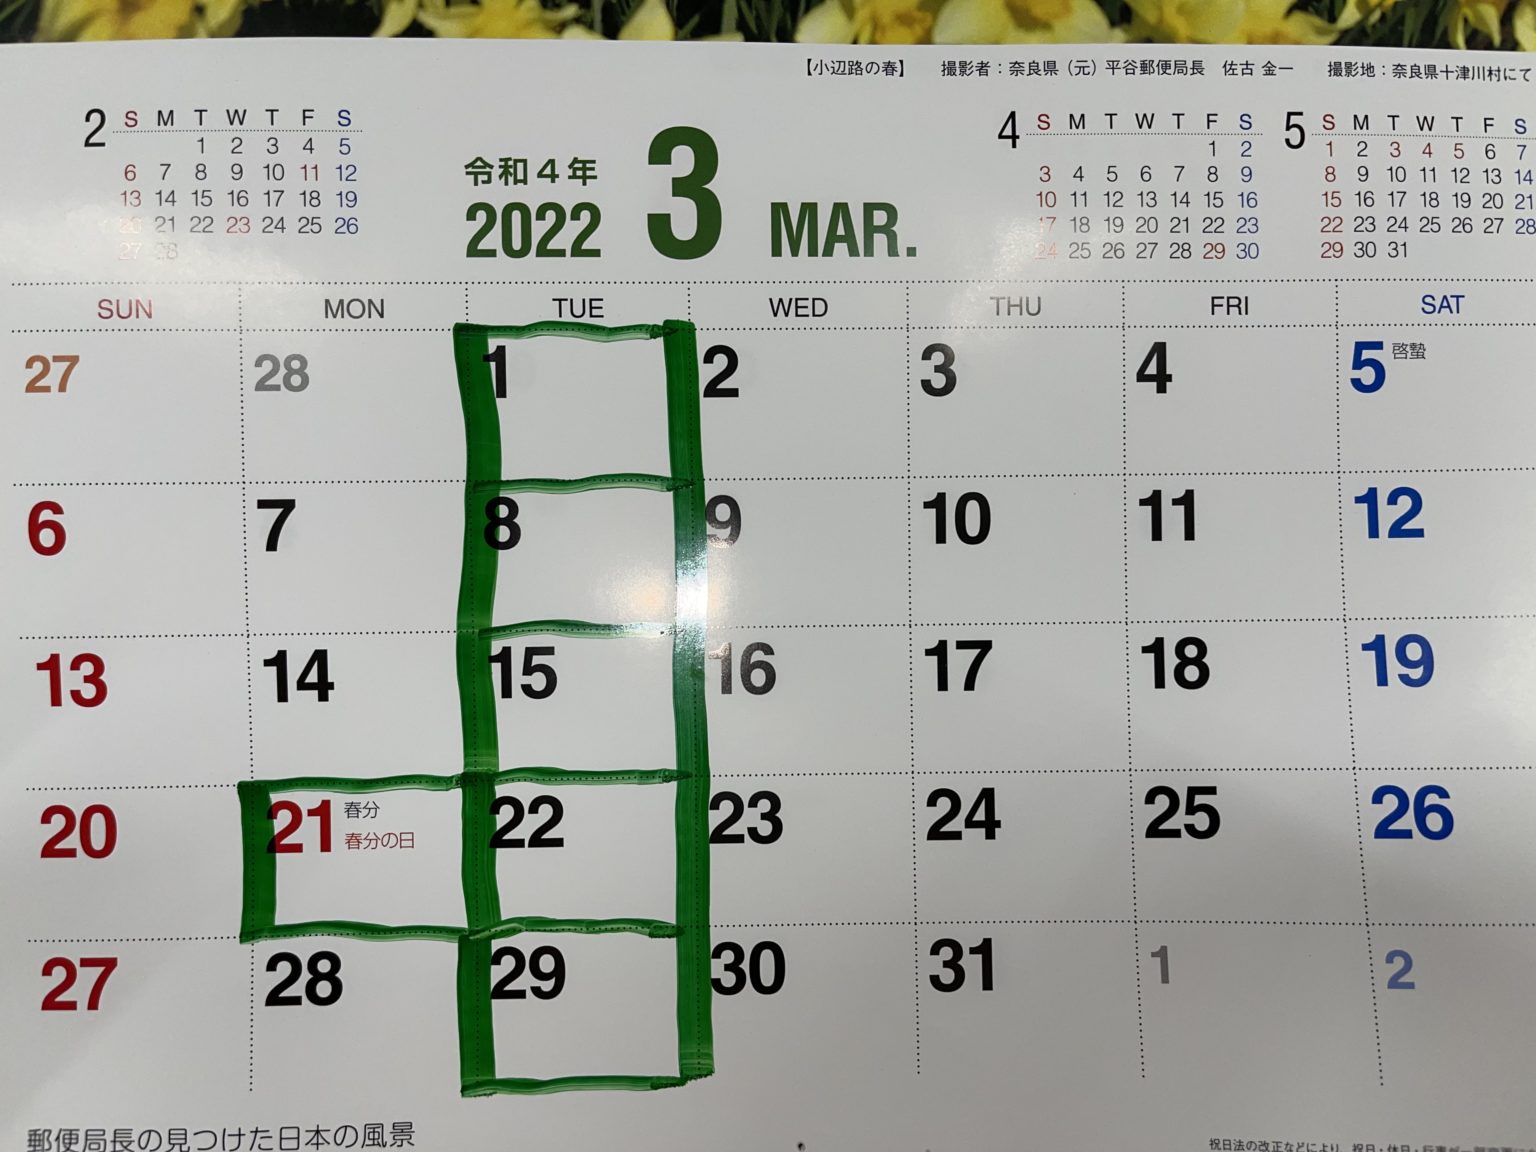 【小辺路の春】 撮影者：奈良県（元）平谷郵便局長 佐古 金一 撮影地：奈良県十津川村にて
2
S M T W T F S
1 2 3 4 5
6 7 8 9 10 11 12
13 14 15 16 17 18 19
20 21 22 23 24 25 26
27 28
令和4年
2022
3
MAR.
4
S M T W T F S
1 2
3 4 5 6 7 8 9
10 11 12 13 14 15 16
17 18 19 20 21 22 23
24 25 26 27 28 29 30
5
S M T W T F S
1 2 3 4 5 6 7
8 9 10 11 12 13 14
15 16 17 18 19 20 21
22 23 24 25 26 27 28
29 30 31
SUN MON TUE WED THU FRI SAT
27 28 1 2 3 4 5 啓蟄
6 7 8 9 10 11 12
13 14 15 16 17 18 19
20 21 春分 22 23 24 25 26
春分の日
27 28 29 30 31 1 2
郵便局長の見つけた日本の風景
祝日法の改正などにより、祝日・休日・行事が一部変更に